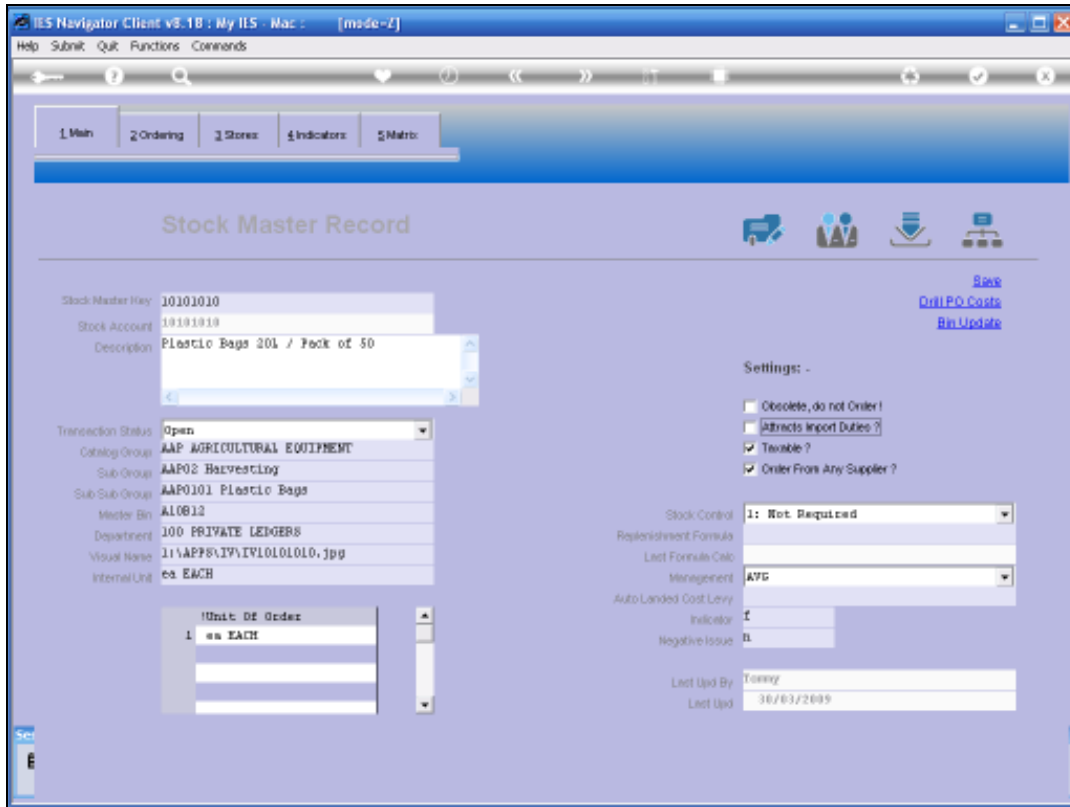 IES Navigator Client v8.1B : My IES - Mac : [mode=Z]
Help Submit Quit Functions Commands
1 Main 2 Ordering 3 Stores 4 Indicators 5 Matrix
Stock Master Record
Save
Drill PO Costs
Bin Update
Stock Master Key 10101010
Stock Account 10101010
Description Plastic Bags 20L / Pack of 50
Settings: -
Obsolete, do not Order !
Attracts Import Duties ?
Taxable ?
Order From Any Supplier ?
Transaction Status Open
Catalog Group AAP AGRICULTURAL EQUIPMENT
Sub Group AAP02 Harvesting
Sub Sub Group AAP0101 Plastic Bags
Master Bin A10B12
Department 100 PRIVATE LEDGERS
Visual Name 1:\APPS\IV\IV10101010.jpg
Internal Unit ea EACH
Stock Control 1: Not Required
Replenishment Formula
Last Formula Calc
Management AVG
Auto Landed Cost Levy
Indicator f
Negative Issue n
!Unit Of Order
1 ea EACH
Last Upd By Tommy
Last Upd 30/03/2009